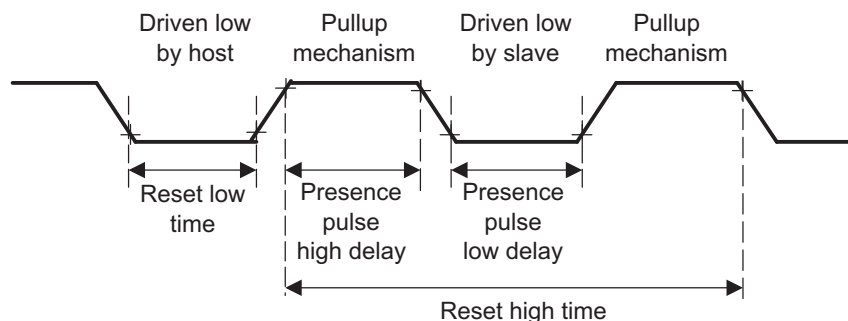 Driven low
by host
Pullup
mechanism
Driven low
by slave
Pullup
mechanism
Reset low
time
Presence
pulse
high delay
Presence
pulse
low delay
Reset high time